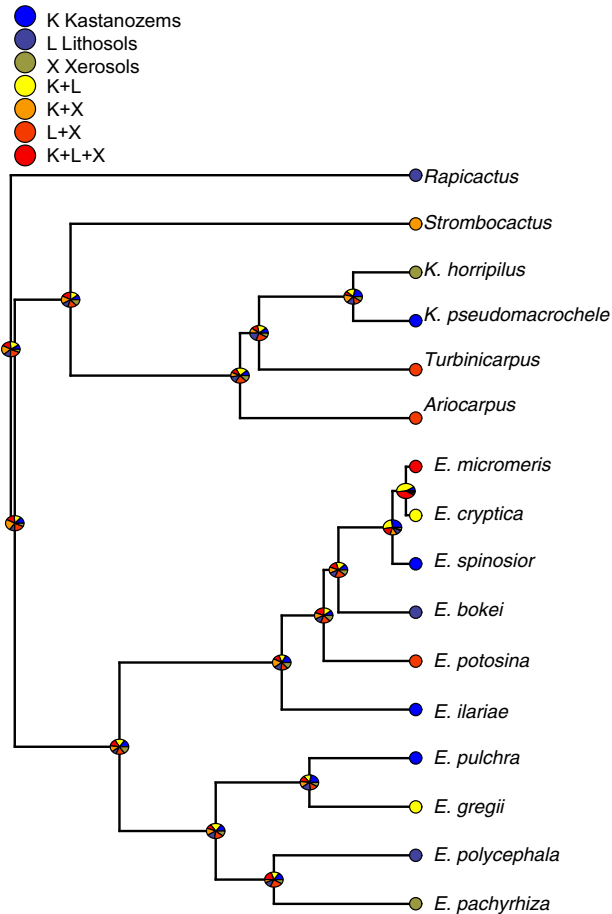 K Kastanozems
L Lithosols
X Xerosols
K+L
K+X
L+X
K+L+X
Rapicactus
Strombocactus
K. horripilus
K. pseudomacrochele
Turbinicarpus
Ariocarpus
E. micromeris
E. cryptica
E. spinosior
E. bokei
E. potosina
E. ilariae
E. pulchra
E. gregii
E. polycephala
E. pachyrhiza